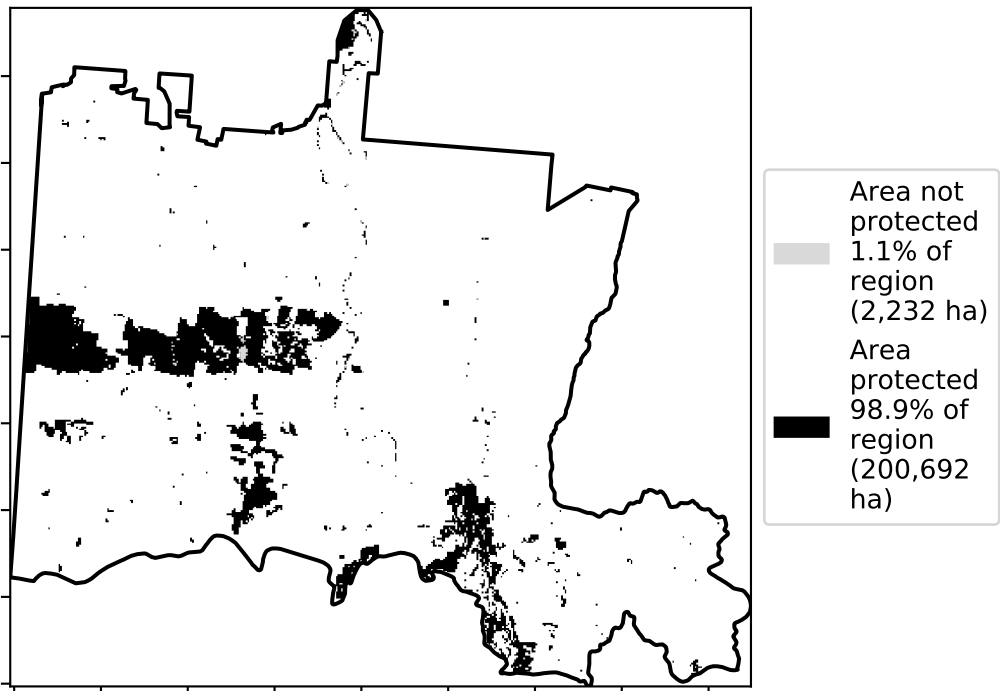 Area not
protected
1.1% of
region
(2,232 ha)
Area
protected
98.9% of
region
(200,692
ha)